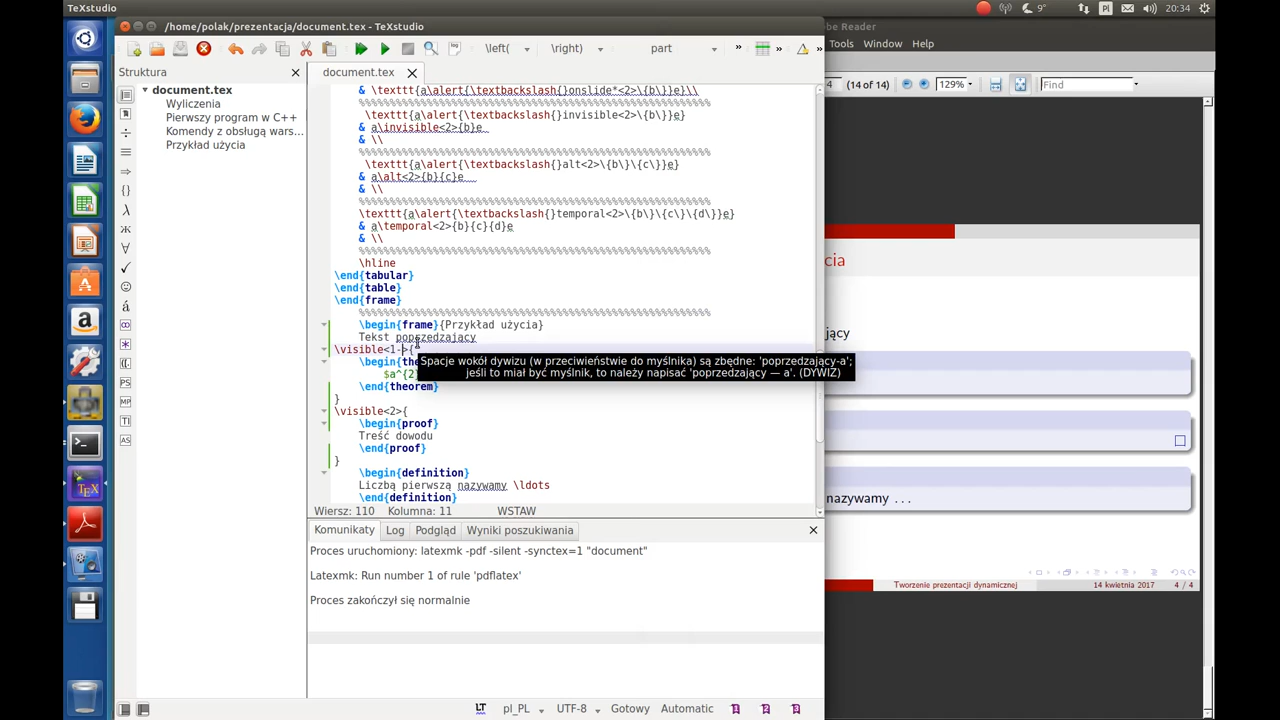 TeXstudio
9° Pl 20:34
/home/polak/prezentacja/document.tex - TeXstudio
be Reader
Tools Window Help
\left( \right) part » » »
4 (14 of 14) 129% Find
Struktura
document.tex
document.tex
Wyliczenia
Pierwszy program w C++
Komendy z obsługą wars...
Przykład użycia
& \texttt{a\alert{\textbackslash{}onslide*<2>\{b\}}e}\\
%%%%%%%%%%%%%%%%%%%%%%%%%%%%%%%%%%%%%%%%%%%%%%%%%%%%%%%%%
\texttt{a\alert{\textbackslash{}invisible<2>\{b\}}e}
& a\invisible<2>{b}e
& \\
%%%%%%%%%%%%%%%%%%%%%%%%%%%%%%%%%%%%%%%%%%%%%%%%%%%%%%%%%
\texttt{a\alert{\textbackslash{}alt<2>\{b\}\{c\}}e}
& a\alt<2>{b}{c}e
& \\
%%%%%%%%%%%%%%%%%%%%%%%%%%%%%%%%%%%%%%%%%%%%%%%%%%%%%%%%%
\texttt{a\alert{\textbackslash{}temporal<2>\{b\}\{c\}\{d\}}e}
& a\temporal<2>{b}{c}{d}e
& \\
%%%%%%%%%%%%%%%%%%%%%%%%%%%%%%%%%%%%%%%%%%%%%%%%%%%%%%%%%
\hline
\end{tabular}
\end{table}
\end{frame}
%%%%%%%%%%%%%%%%%%%%%%%%%%%%%%%%%%%%%%%%%%%%%%%%%%%%%%%%%
\begin{frame}{Przykład użycia}
Tekst poprzedzający
\visible<1->{
\begin{the
$a^{2}
\end{theorem}
}
\visible<2>{
\begin{proof}
Treść dowodu
\end{proof}
}
\begin{definition}
Liczbą pierwszą nazywamy \ldots
\end{definition}
Spacje wokół dywizu (w przeciwieństwie do myślnika) są zbędne: 'poprzedzający-a';
jeśli to miał być myślnik, to należy napisać 'poprzedzający — a'. (DYWIZ)
Wiersz: 110 Kolumna: 11 WSTAW
Komunikaty Log Podgląd Wyniki poszukiwania
Proces uruchomiony: latexmk -pdf -silent -synctex=1 "document"
Latexmk: Run number 1 of rule 'pdflatex'
Proces zakończył się normalnie
LT pl_PL UTF-8 Gotowy Automatic
cia
jący
nazywamy ...
Tworzenie prezentacji dynamicznej 14 kwietnia 2017 4 / 4